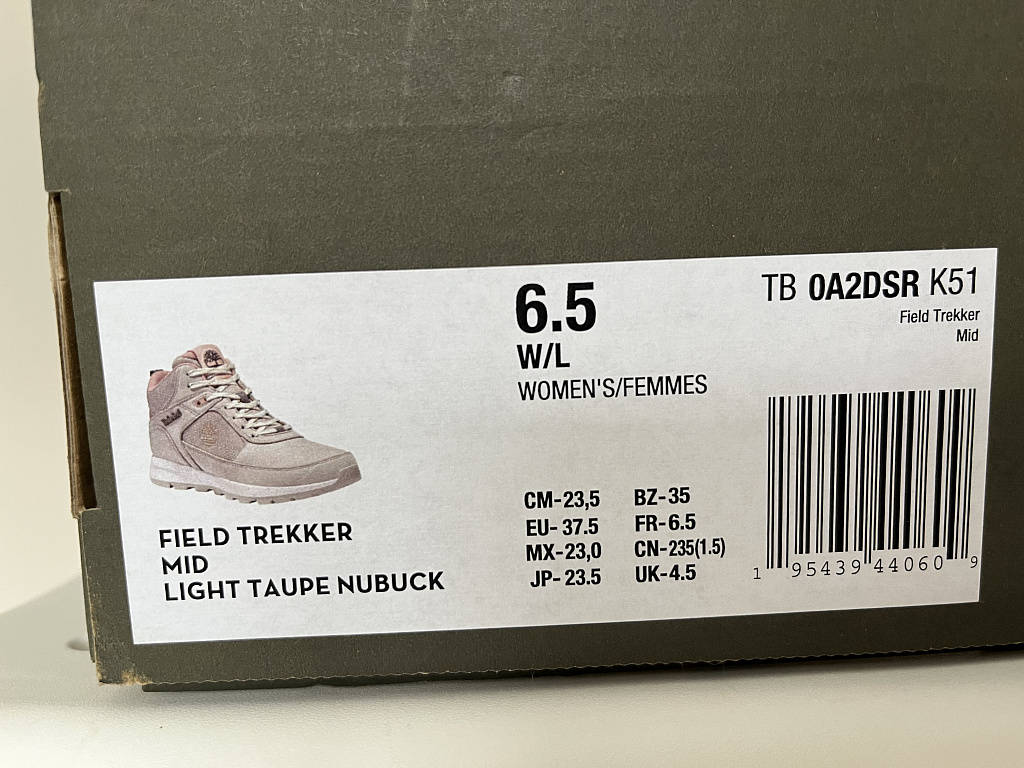 6.5
W/L
WOMEN'S/FEMMES
TB 0A2DSR K51
Field Trekker
Mid
FIELD TREKKER
MID
LIGHT TAUPE NUBUCK
CM-23,5 BZ-35
EU-37.5 FR-6.5
MX-23,0 CN-235(1.5)
JP-23.5 UK-4.5
1 95439 44060 9